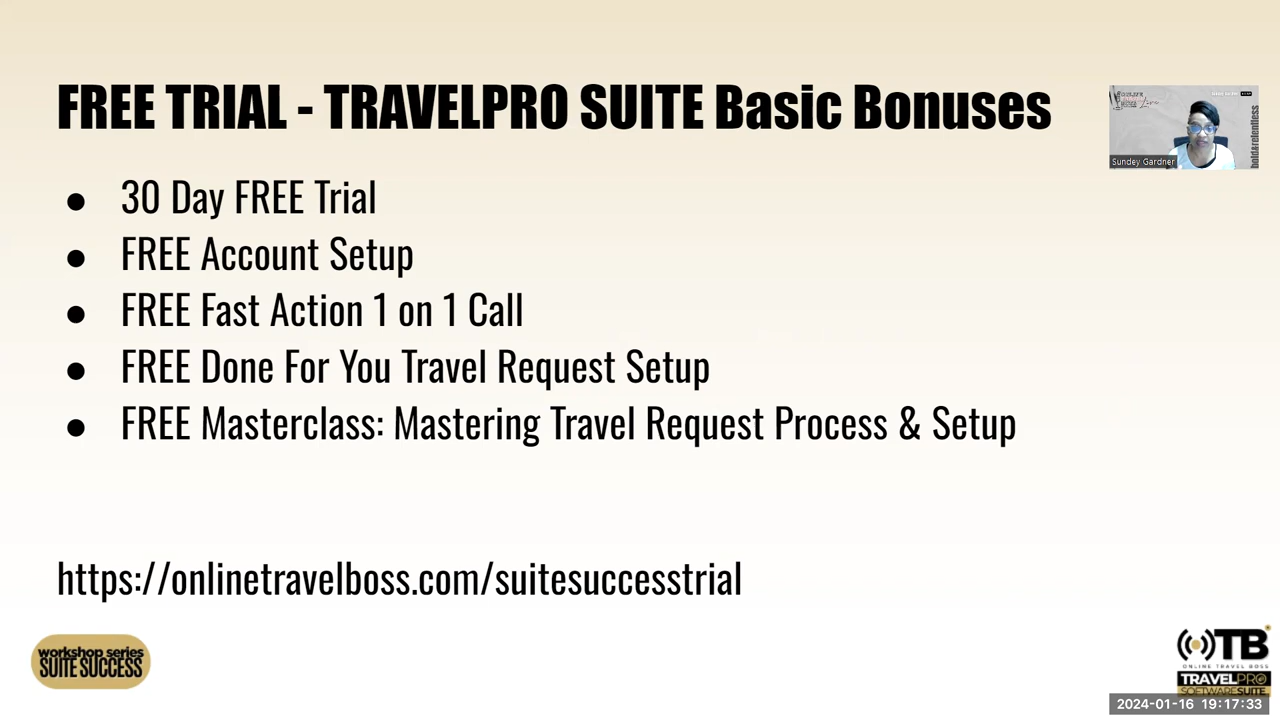 FREE TRIAL - TRAVELPRO SUITE Basic Bonuses
Sundey Gardner
bold&relentless
● 30 Day FREE Trial
● FREE Account Setup
● FREE Fast Action 1 on 1 Call
● FREE Done For You Travel Request Setup
● FREE Masterclass: Mastering Travel Request Process & Setup
https://onlinetravelboss.com/suitesuccesstrial
workshop series
SUITE SUCCESS
OTB
ONLINE TRAVEL BOSS
TRAVELPRO
SOFTWARE SUITE
2024-01-16 19:17:33